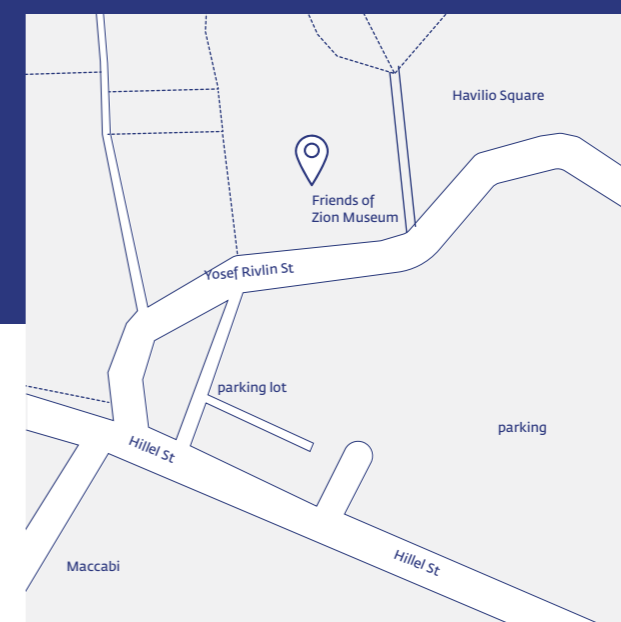 Havilio Square
Friends of
Zion Museum
Yosef Rivlin St
parking lot
parking
Hillel St
Hillel St
Maccabi